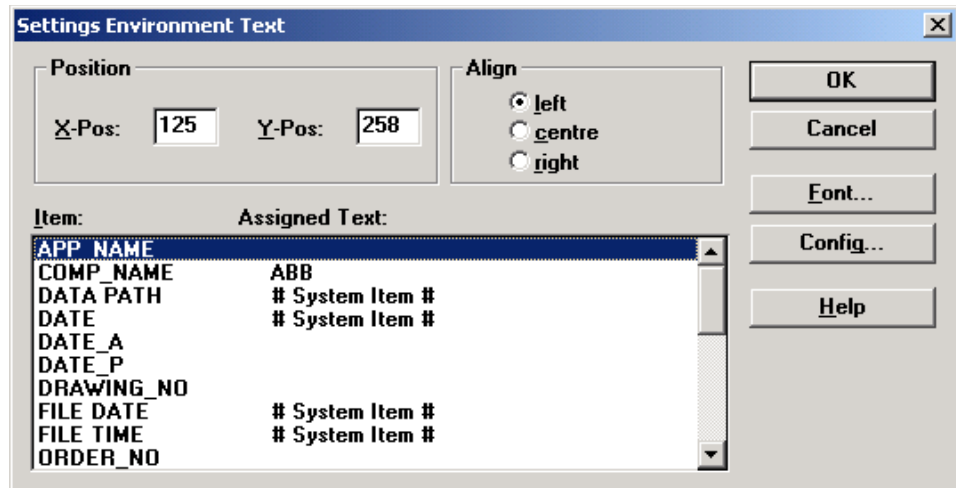 Settings Environment Text
Position
X-Pos: 125 Y-Pos: 258
Align
left
centre
right
OK
Cancel
Font...
Config...
Help
Item: Assigned Text:
APP_NAME
COMP_NAME ABB
DATA PATH # System Item #
DATE # System Item #
DATE_A
DATE_P
DRAWING_NO
FILE DATE # System Item #
FILE TIME # System Item #
ORDER_NO